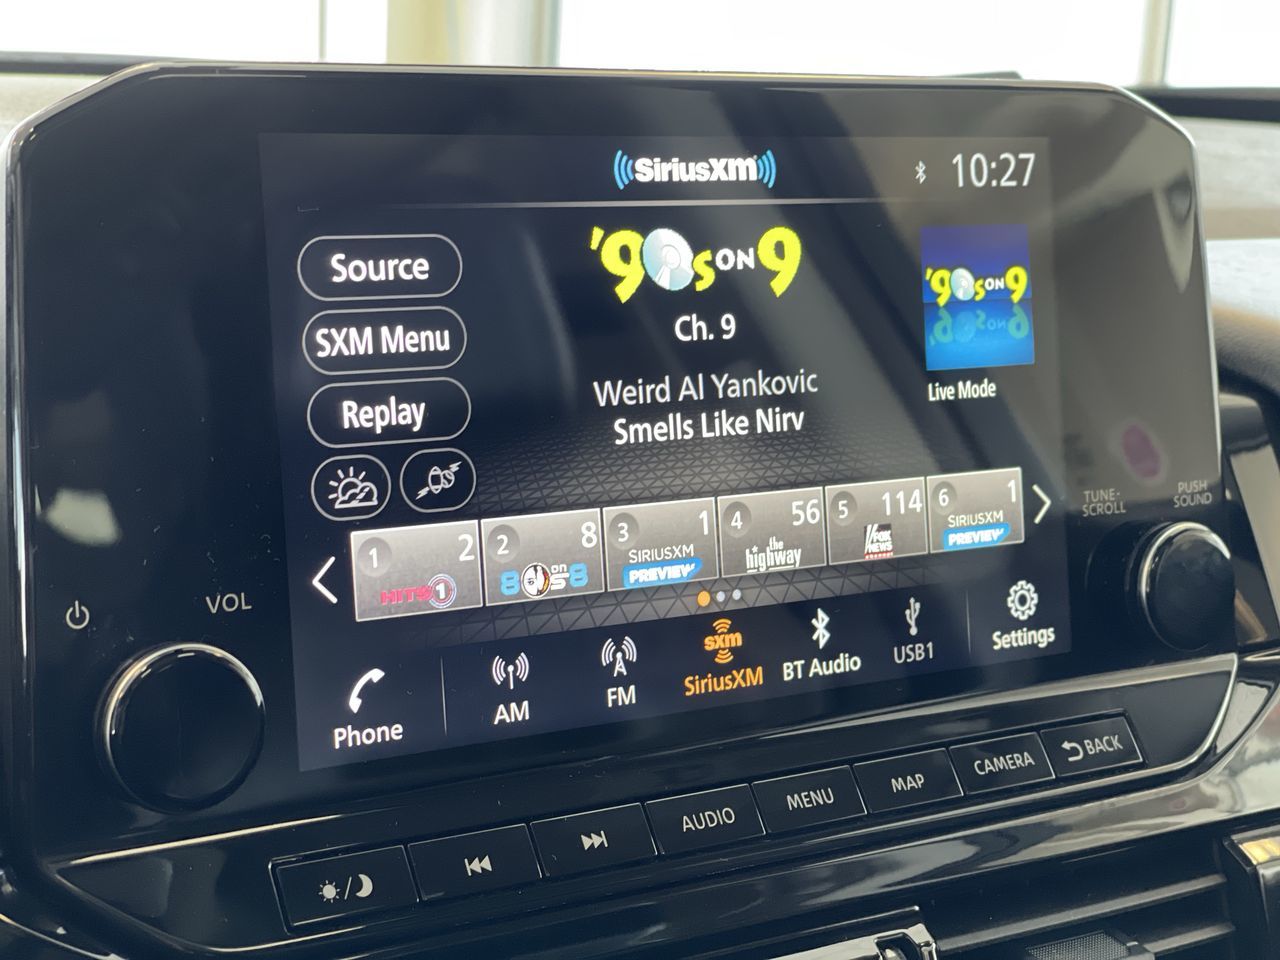 SiriusXM
10:27
Source
'90s ON 9
'90s ON 9
SXM Menu
Ch. 9
Live Mode
Replay
Weird Al Yankovic
Smells Like Nirv
1 2
HITS 1
2 8
80s on 8
3 1
SIRIUSXM
PREVIEW
4 56
the
highway
5 114
FOX
NEWS
6 1
SIRIUSXM
PREVIEW
TUNE·
SCROLL
PUSH
SOUND
VOL
Phone
AM
FM
sxm
SiriusXM
BT Audio
USB1
Settings
AUDIO
MENU
MAP
CAMERA
BACK